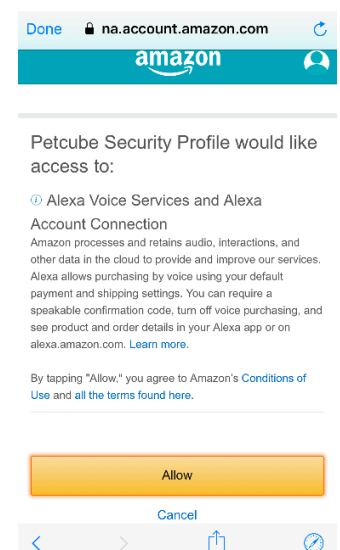 Done na.account.amazon.com
amazon
Petcube Security Profile would like
access to:
Alexa Voice Services and Alexa
Account Connection
Amazon processes and retains audio, interactions, and
other data in the cloud to provide and improve our services.
Alexa allows purchasing by voice using your default
payment and shipping settings. You can require a
speakable confirmation code, turn off voice purchasing, and
see product and order details in your Alexa app or on
alexa.amazon.com. Learn more.
By tapping "Allow," you agree to Amazon's Conditions of
Use and all the terms found here.
Allow
Cancel